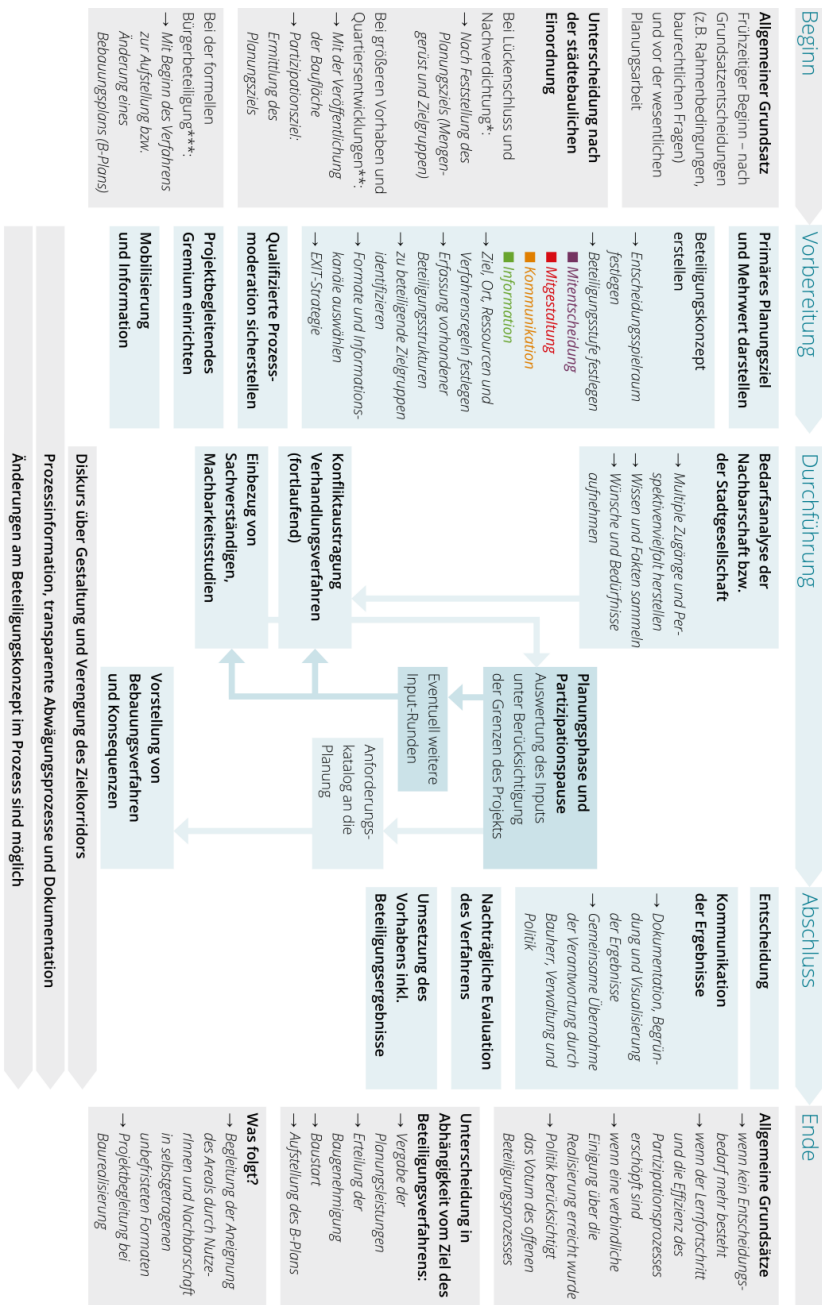 Beginn
Allgemeiner Grundsatz
Frühzeitiger Beginn – nach
Grundsatzentscheidungen
(z.B. Rahmenbedingungen,
baurechtlichen Fragen)
und vor der wesentlichen
Planungsarbeit
Unterscheidung nach
der städtebaulichen
Einordnung
Bei Lückenschluss und
Nachverdichtung*:
→ Nach Feststellung des
Planungsziels (Mengen-
gerüst und Zielgruppen)
Bei größeren Vorhaben und
Quartiersentwicklungen**:
→ Mit der Veröffentlichung
der Baufläche
→ Partizipationsziel:
Ermittlung des
Planungsziels
Bei der formellen
Bürgerbeteiligung***:
→ Mit Beginn des Verfahrens
zur Aufstellung bzw.
Änderung eines
Bebauungsplans (B-Plans)
Vorbereitung
Primäres Planungsziel
und Mehrwert darstellen
Beteiligungskonzept
erstellen
→ Entscheidungsspielraum
festlegen
→ Beteiligungsstufe festlegen
Mitentscheidung
Mitgestaltung
Kommunikation
Information
→ Ziel, Ort, Ressourcen und
Verfahrensregeln festlegen
→ Erfassung vorhandener
Beteiligungsstrukturen
→ zu beteiligende Zielgruppen
identifizieren
→ Formate und Informations-
kanäle auswählen
→ EXIT-Strategie
Qualifizierte Prozess-
moderation sicherstellen
Projektbegleitendes
Gremium einrichten
Mobilisierung
und Information
Durchführung
Bedarfsanalyse der
Nachbarschaft bzw.
der Stadtgesellschaft
→ Multiple Zugänge und Per-
spektivenvielfalt herstellen
→ Wissen und Fakten sammeln
→ Wünsche und Bedürfnisse
aufnehmen
Konfliktaustragung
Verhandlungsverfahren
(fortlaufend)
Einbezug von
Sachverständigen,
Machbarkeitsstudien
Planungsphase und
Partizipationspause
Auswertung des Inputs
unter Berücksichtigung
der Grenzen des Projekts
Eventuell weitere
Input-Runden
Anforderungs-
katalog an die
Planung
Vorstellung von
Bebauungsverfahren
und Konsequenzen
Abschluss
Entscheidung
Kommunikation
der Ergebnisse
→ Dokumentation, Begrün-
dung und Visualisierung
der Ergebnisse
→ Gemeinsame Übernahme
der Verantwortung durch
Bauherr, Verwaltung und
Politik
Nachträgliche Evaluation
des Verfahrens
Umsetzung des
Vorhabens inkl.
Beteiligungsergebnisse
Ende
Allgemeine Grundsätze
→ wenn kein Entscheidungs-
bedarf mehr besteht
→ wenn der Lernfortschritt
und die Effizienz des
Partizipationsprozesses
erschöpft sind
→ wenn eine verbindliche
Einigung über die
Realisierung erreicht wurde
→ Politik berücksichtigt
das Votum des offenen
Beteiligungsprozesses
Unterscheidung in
Abhängigkeit vom Ziel des
Beteiligungsverfahrens:
→ Vergabe der
Planungsleistungen
→ Erteilung der
Baugenehmigung
→ Baustart
→ Aufstellung des B-Plans
Was folgt?
→ Begleitung der Aneignung
des Areals durch Nutze-
rInnen und Nachbarschaft
in selbstgetragenen
unbefristeten Formaten
→ Projektbegleitung bei
Baurealisierung
Diskurs über Gestaltung und Verengung des Zielkorridors
Prozessinformation, transparente Abwägungsprozesse und Dokumentation
Änderungen am Beteiligungskonzept im Prozess sind möglich